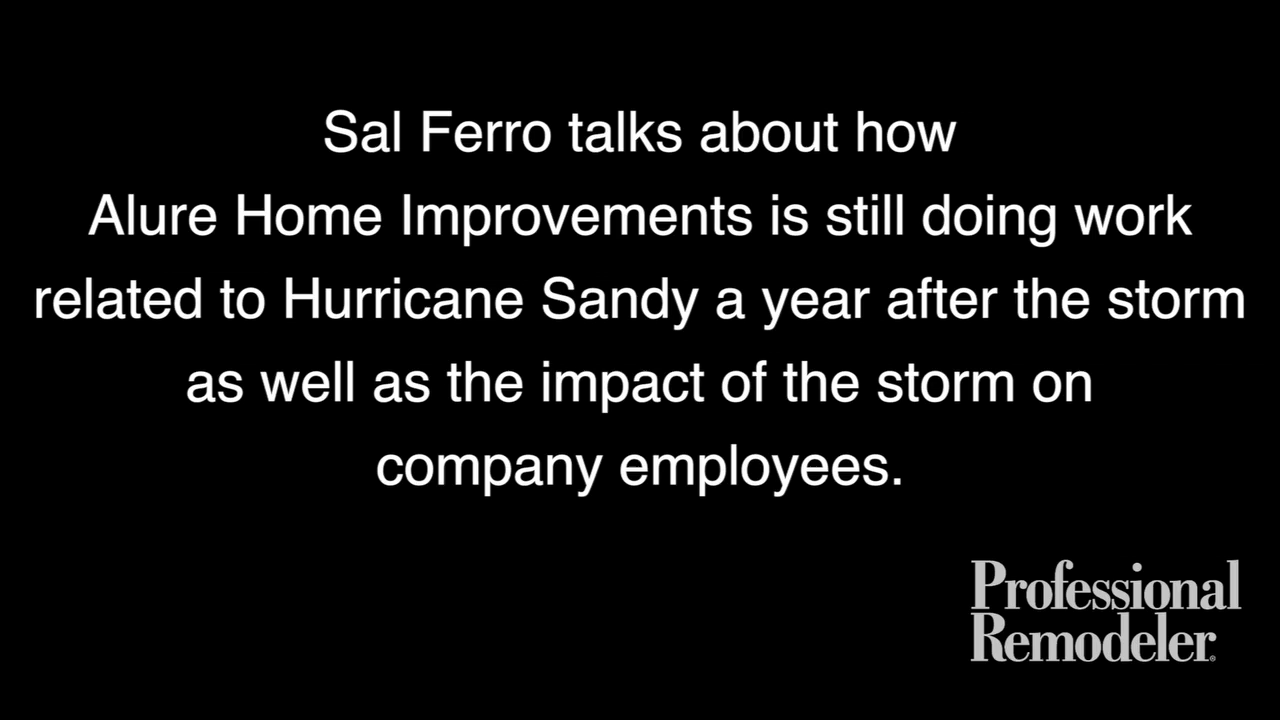 Sal Ferro talks about how
Alure Home Improvements is still doing work
related to Hurricane Sandy a year after the storm
as well as the impact of the storm on
company employees.
Professional
Remodeler®